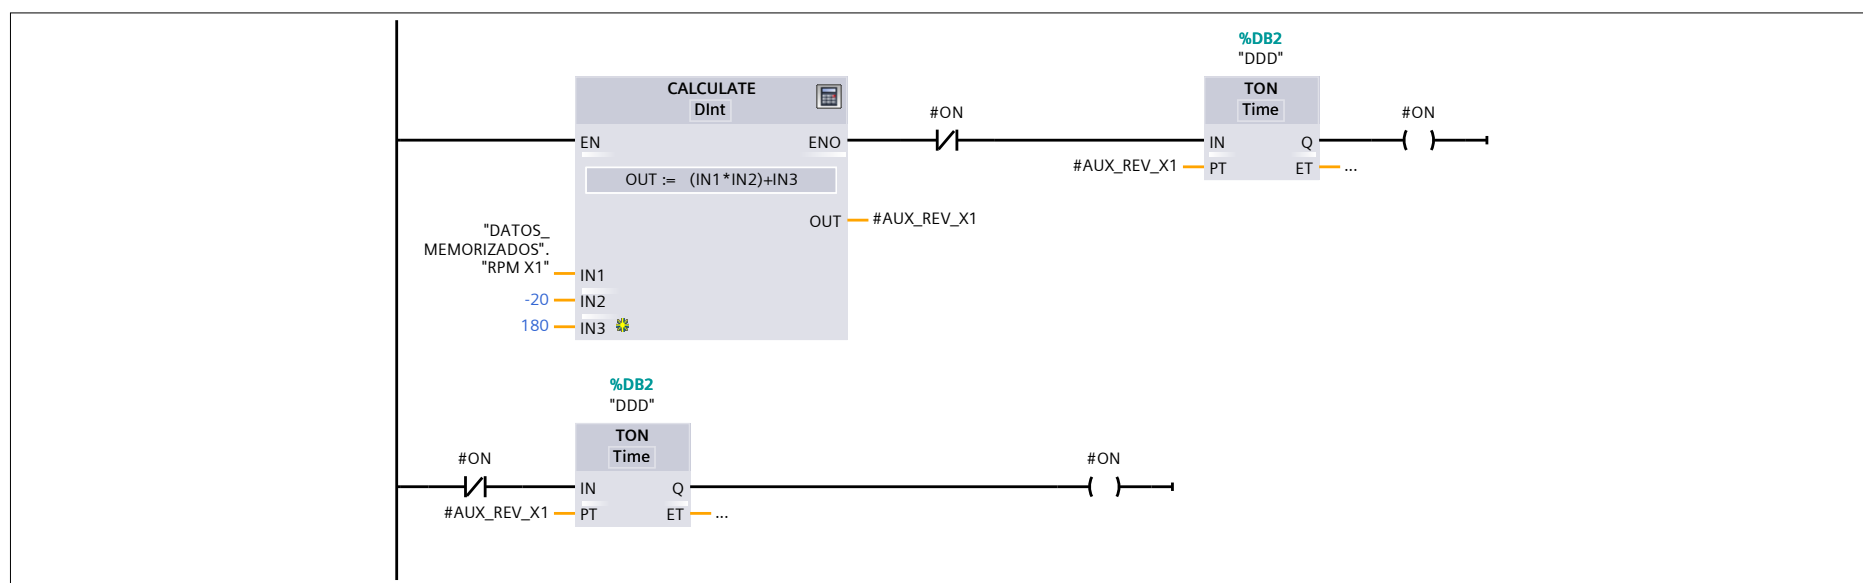 %DB2
"DDD"
CALCULATE
DInt
TON
Time
#ON
#ON
EN
ENO
IN
Q
#AUX_REV_X1
PT
ET
...
OUT := (IN1*IN2)+IN3
OUT
#AUX_REV_X1
"DATOS_
MEMORIZADOS".
"RPM X1"
IN1
-20
IN2
180
IN3
%DB2
"DDD"
TON
Time
#ON
#ON
IN
Q
#AUX_REV_X1
PT
ET
...